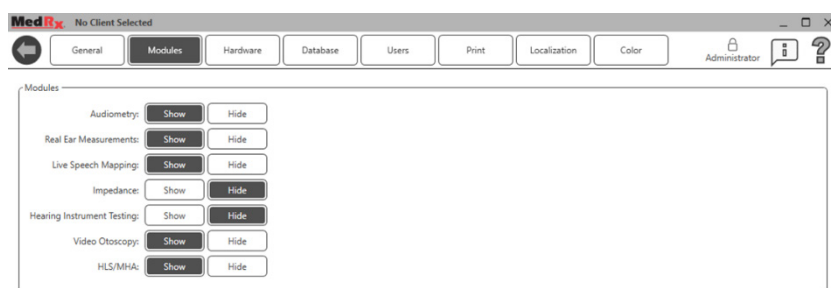 MedRx No Client Selected
General Modules Hardware Database Users Print Localization Color Administrator i ?
Modules
Audiometry: Show Hide
Real Ear Measurements: Show Hide
Live Speech Mapping: Show Hide
Impedance: Show Hide
Hearing Instrument Testing: Show Hide
Video Otoscopy: Show Hide
HLS/MHA: Show Hide